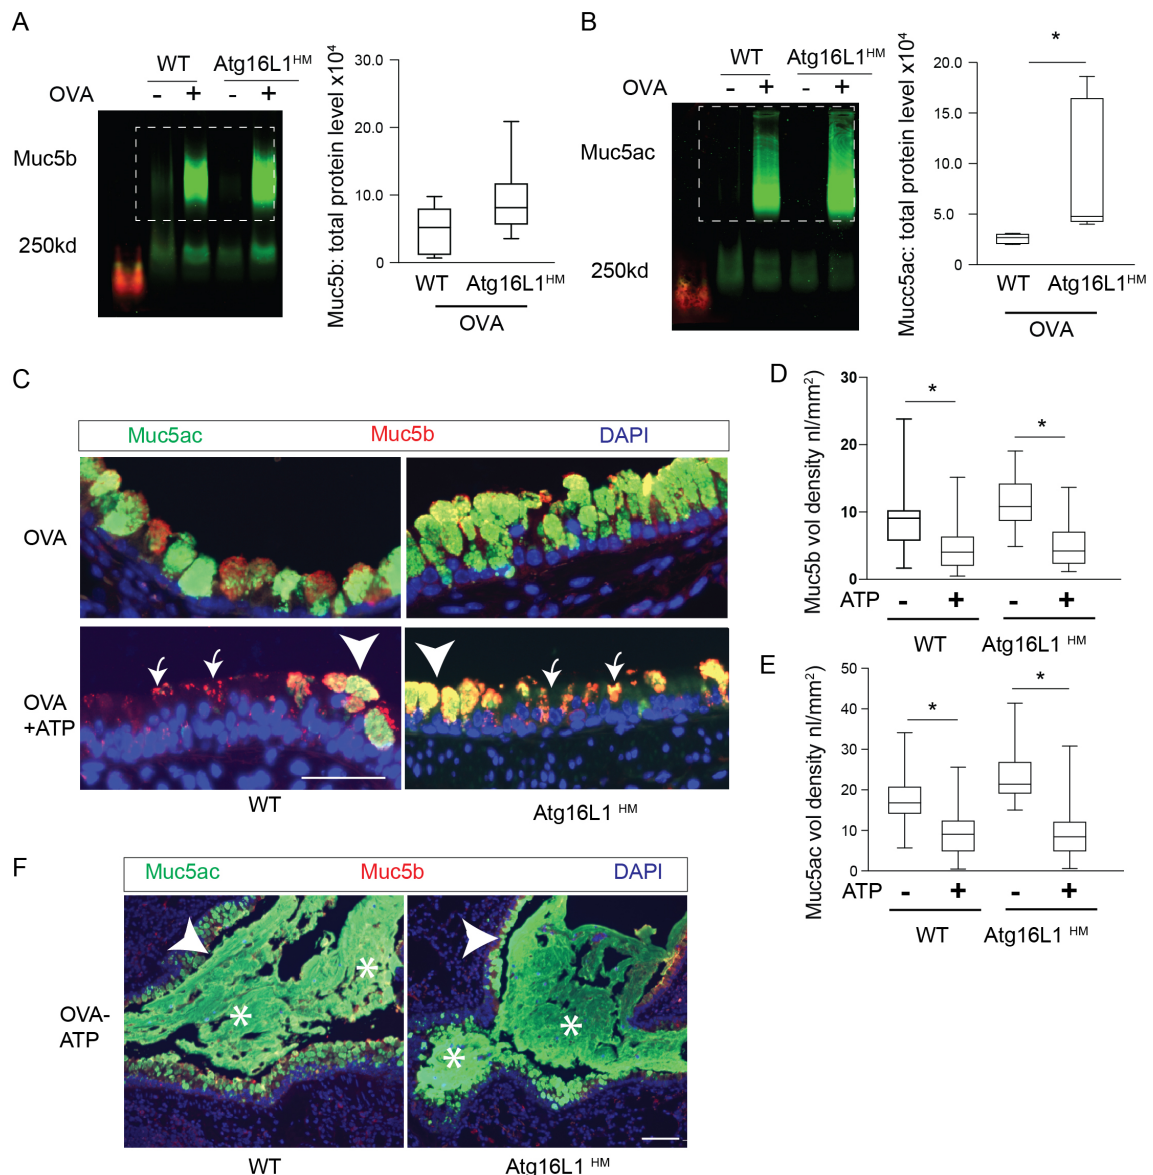 A
WT Atg16L1HM
OVA - + - +
Muc5b
250kd
Muc5b: total protein level x104
30.0
20.0
10.0
0
WT Atg16L1HM
OVA
B
WT Atg16L1HM
OVA - + - +
Muc5ac
250kd
Mucc5ac: total protein level x104
*
20.0
15.0
10.0
5.0
0
WT Atg16L1HM
OVA
C
Muc5ac Muc5b DAPI
OVA
OVA
+ATP
WT Atg16L1 HM
D
Muc5b vol density nl/mm2)
30
20
10
0
* *
ATP - + - +
WT Atg16L1 HM
E
Muc5ac vol density nl/mm2)
50
40
30
20
10
0
* *
ATP - + - +
WT Atg16L1 HM
F
Muc5ac Muc5b DAPI
OVA-
ATP
* * * *
WT Atg16L1 HM